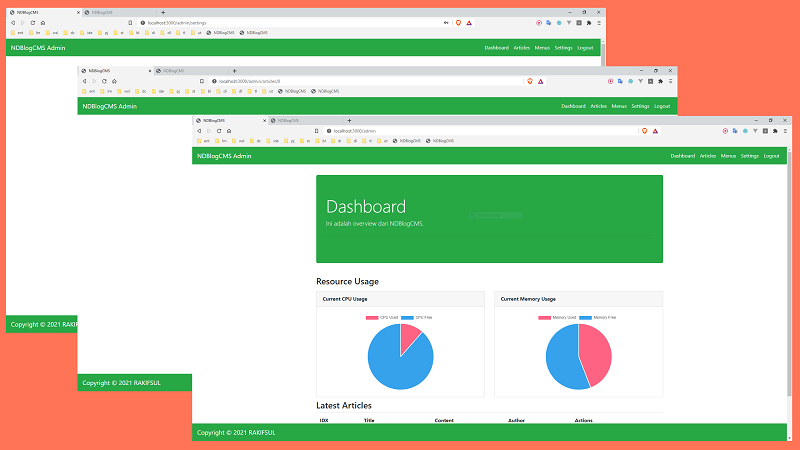 NDBlogCMS
NDBlogCMS
localhost:3000/admin/settings
NDBlogCMS
NDBlogCMS
NDBlogCMS Admin
Dashboard Articles Menus Settings Logout
Copyright © 2021 RAKIF
NDBlogCMS
NDBlogCMS
localhost:3000/admin/articles/0
NDBlogCMS
NDBlogCMS
NDBlogCMS Admin
Dashboard Articles Menus Settings Logout
Copyright © 2021 RAKIFSUL
NDBlogCMS
NDBlogCMS
localhost:3000/admin
NDBlogCMS
NDBlogCMS
NDBlogCMS Admin
Dashboard Articles Menus Settings Logout
Dashboard
Ini adalah overview dari NDBlogCMS.
Resource Usage
Current CPU Usage
CPU Used CPU Free
Current Memory Usage
Memory Used Memory Free
Latest Articles
IDX Title Content Author Actions
Copyright © 2021 RAKIFSUL